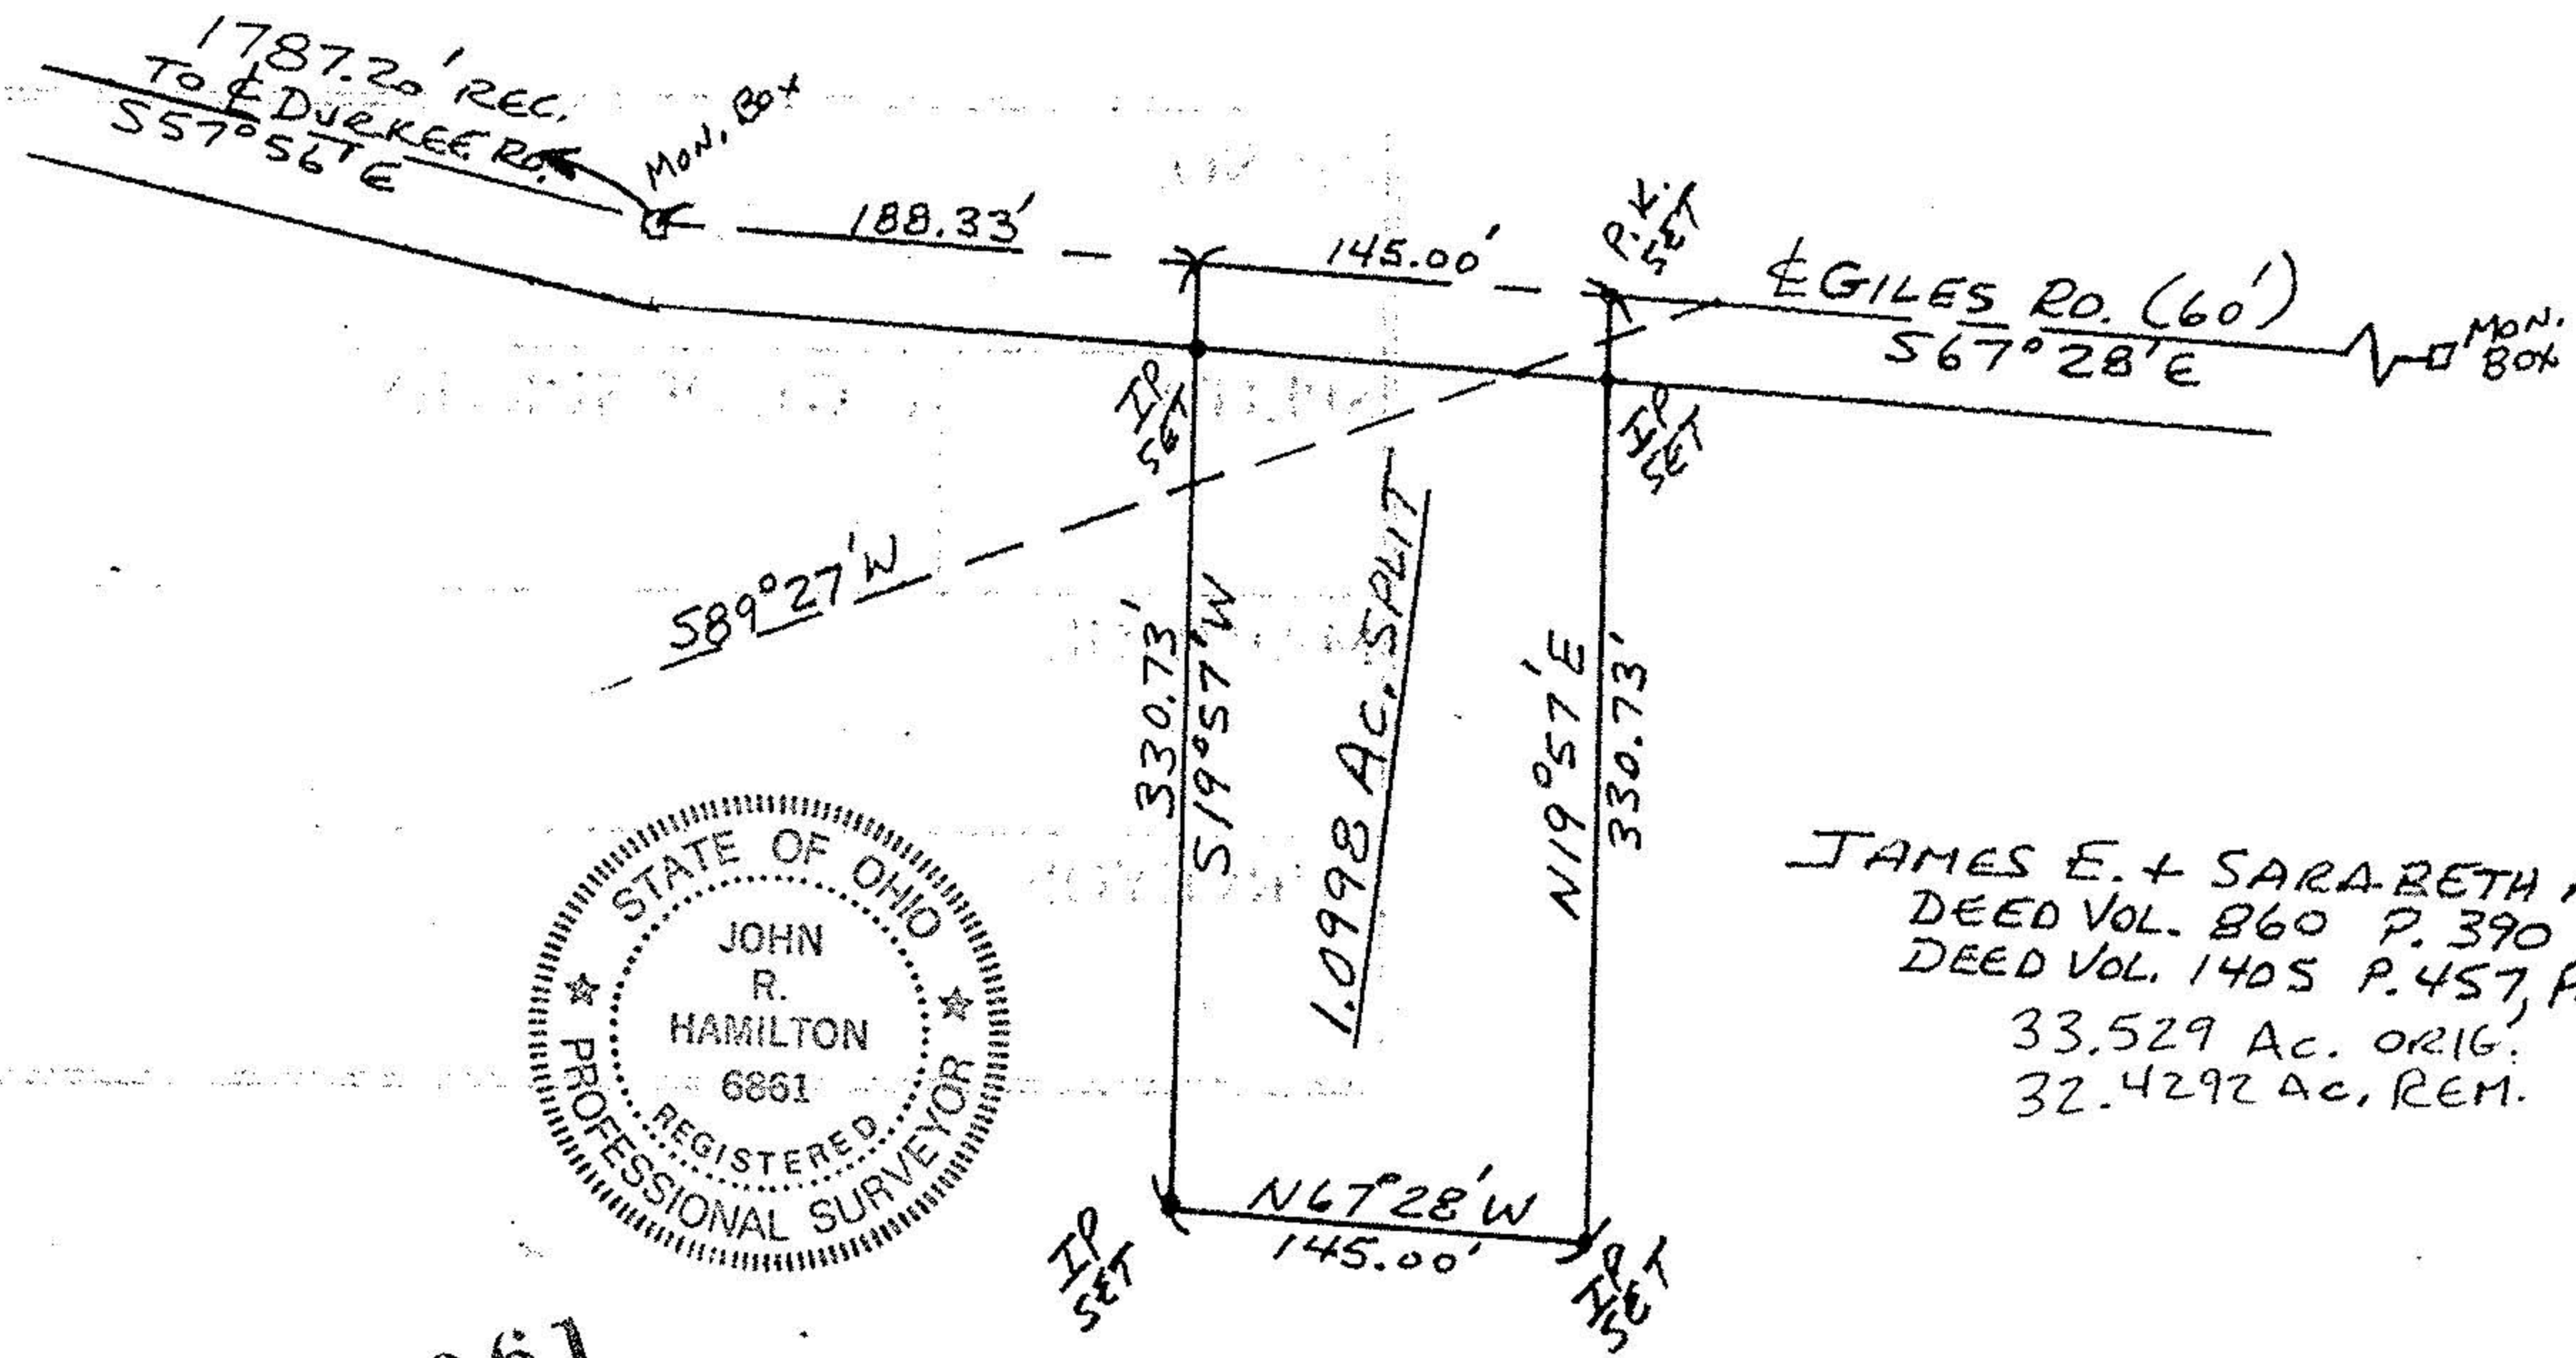 1787.20' REC.
TO ℄ DURKEE RD.
S57°56'E
MON. BOX
188.33'
145.00'
P.K.
SET
℄ GILES RD. (60')
S67°28'E
MON.
BOX
IP
SET
IP
SET
S89°27'W
330.73'
S19°57'W
1.0998 AC. SPLIT
N19°57'E
330.73'
STATE OF OHIO
JOHN
R.
HAMILTON
6861
REGISTERED
PROFESSIONAL SURVEYOR
JAMES E. + SARABETH
DEED VOL. 860 P. 390
DEED VOL. 1405 P. 457,
33.529 AC. ORIG.
32.4292 AC. REM.
N67°28'W
145.00'
IP
SET
IP
SET